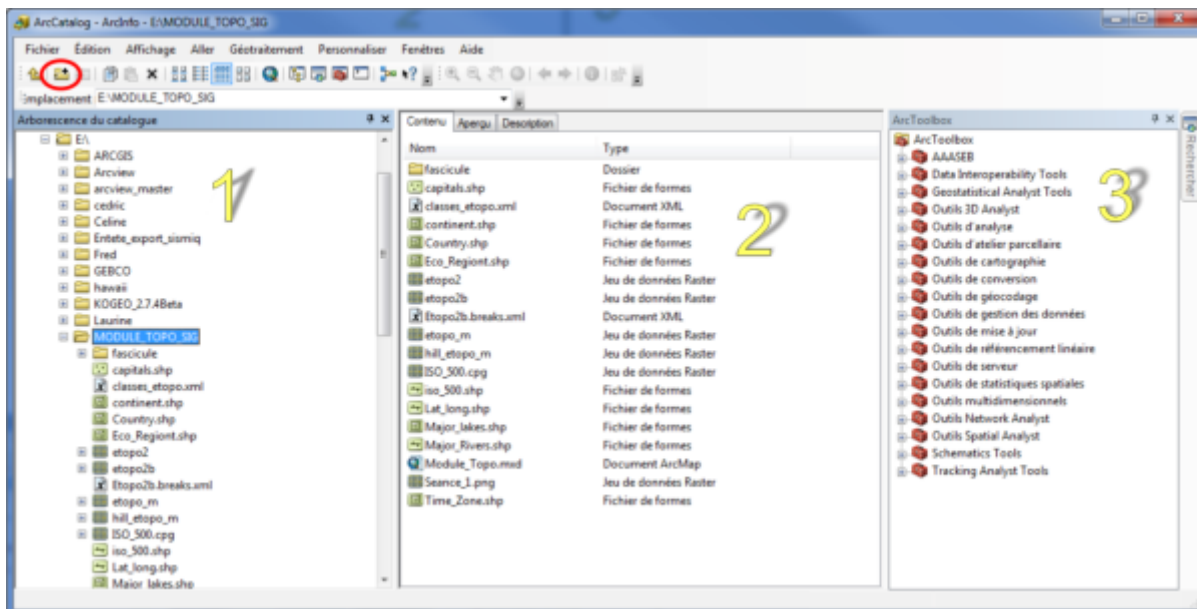 ArcCatalog - ArcInfo - E:\MODULE_TOPO_SIG
Fichier Édition Affichage Aller Géotraitement Personnaliser Fenêtres Aide
Emplacement E:\MODULE_TOPO_SIG
Arborescence du catalogue
E:\
ARCGIS
Arcview
arcview_master
cedric
Celine
Entete_export_sismiq
Fred
GEBCO
hawaii
KOGEO_2.7.4Beta
Laurine
MODULE_TOPO_SIG
fascicule
capitals.shp
classes_etopo.xml
continent.shp
Country.shp
Eco_Regiont.shp
etopo2
etopo2b
Etopo2b.breaks.xml
etopo_m
hill_etopo_m
ISO_500.cpg
iso_500.shp
Lat_long.shp
Major_lakes.shp
1
Contenu Aperçu Description
Nom Type
fascicule Dossier
capitals.shp Fichier de formes
classes_etopo.xml Document XML
continent.shp Fichier de formes
Country.shp Fichier de formes
Eco_Regiont.shp Fichier de formes
etopo2 Jeu de données Raster
etopo2b Jeu de données Raster
Etopo2b.breaks.xml Document XML
etopo_m Jeu de données Raster
hill_etopo_m Jeu de données Raster
ISO_500.cpg Jeu de données Raster
iso_500.shp Fichier de formes
Lat_long.shp Fichier de formes
Major_lakes.shp Fichier de formes
Major_Rivers.shp Fichier de formes
Module_Topo.mxd Document ArcMap
Seance_1.png Jeu de données Raster
Time_Zone.shp Fichier de formes
2
ArcToolbox
ArcToolbox
AAASEB
Data Interoperability Tools
Geostatistical Analyst Tools
Outils 3D Analyst
Outils d'analyse
Outils d'atelier parcellaire
Outils de cartographie
Outils de conversion
Outils de géocodage
Outils de gestion des données
Outils de mise à jour
Outils de référencement linéaire
Outils de serveur
Outils de statistiques spatiales
Outils multidimensionnels
Outils Network Analyst
Outils Spatial Analyst
Schematics Tools
Tracking Analyst Tools
3
Rechercher